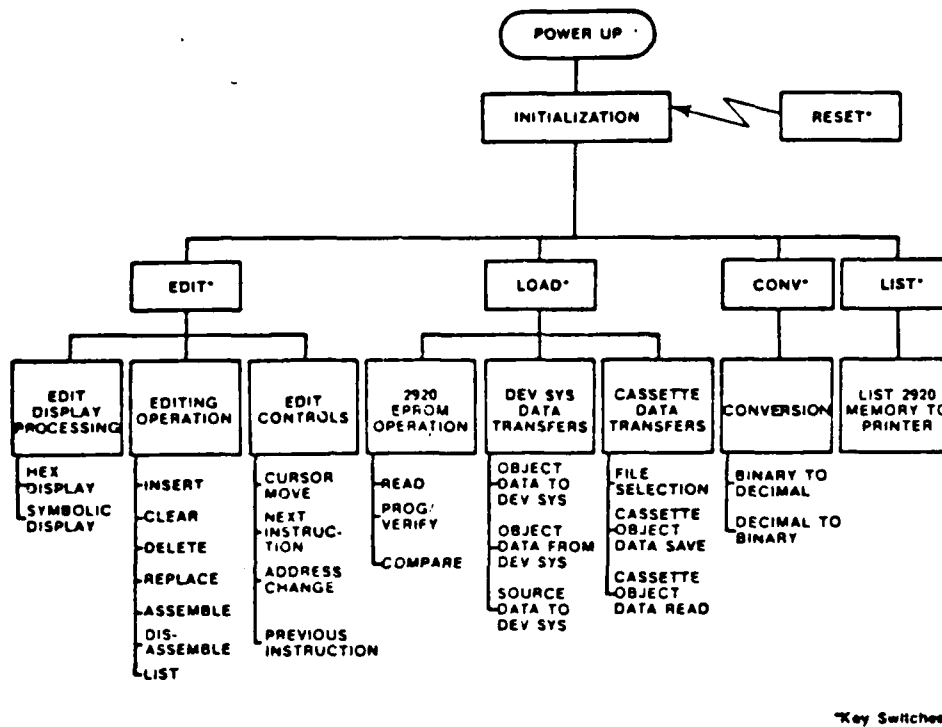 POWER UP
INITIALIZATION
RESET*
EDIT*
LOAD*
CONV*
LIST*
EDIT
DISPLAY
PROCESSING
EDITING
OPERATION
EDIT
CONTROLS
2920
EPROM
OPERATION
DEV SYS
DATA
TRANSFERS
CASSETTE
DATA
TRANSFERS
CONVERSION
LIST 2920
MEMORY TO
PRINTER
HEX
DISPLAY
SYMBOLIC
DISPLAY
INSERT
CLEAR
DELETE
REPLACE
ASSEMBLE
DIS-
ASSEMBLE
LIST
CURSOR
MOVE
NEXT
INSTRUC-
TION
ADDRESS
CHANGE
PREVIOUS
INSTRUCTION
READ
PROG/
VERIFY
COMPARE
OBJECT
DATA TO
DEV SYS
OBJECT
DATA FROM
DEV SYS
SOURCE
DATA TO
DEV SYS
FILE
SELECTION
CASSETTE
OBJECT
DATA SAVE
CASSETTE
OBJECT
DATA READ
BINARY TO
DECIMAL
DECIMAL TO
BINARY
*Key Switches